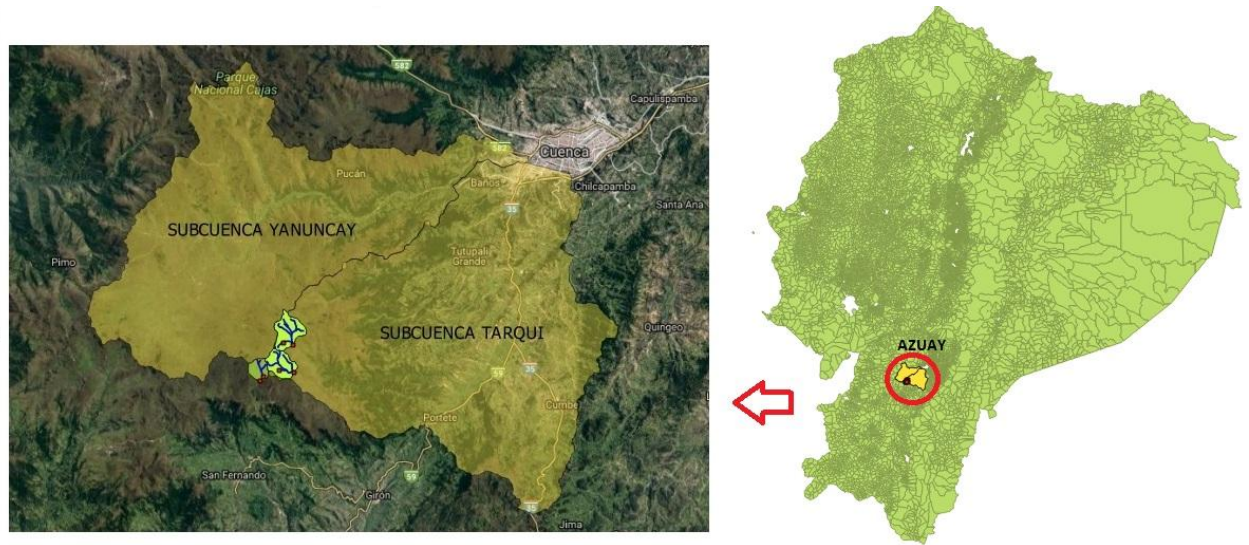 582
Parque
Nacional Cajas
Capulispamba
582
Cuenca
Pucán
Baños
Chilcapamba
35
Santa Ana
SUBCUENCA YANUNCAY
Tutupali
Grande
Pimo
SUBCUENCA TARQUI
Quingeo
AZUAY
59
35
Cumbe
Portete
San Fernando
59
Girón
35
Jima